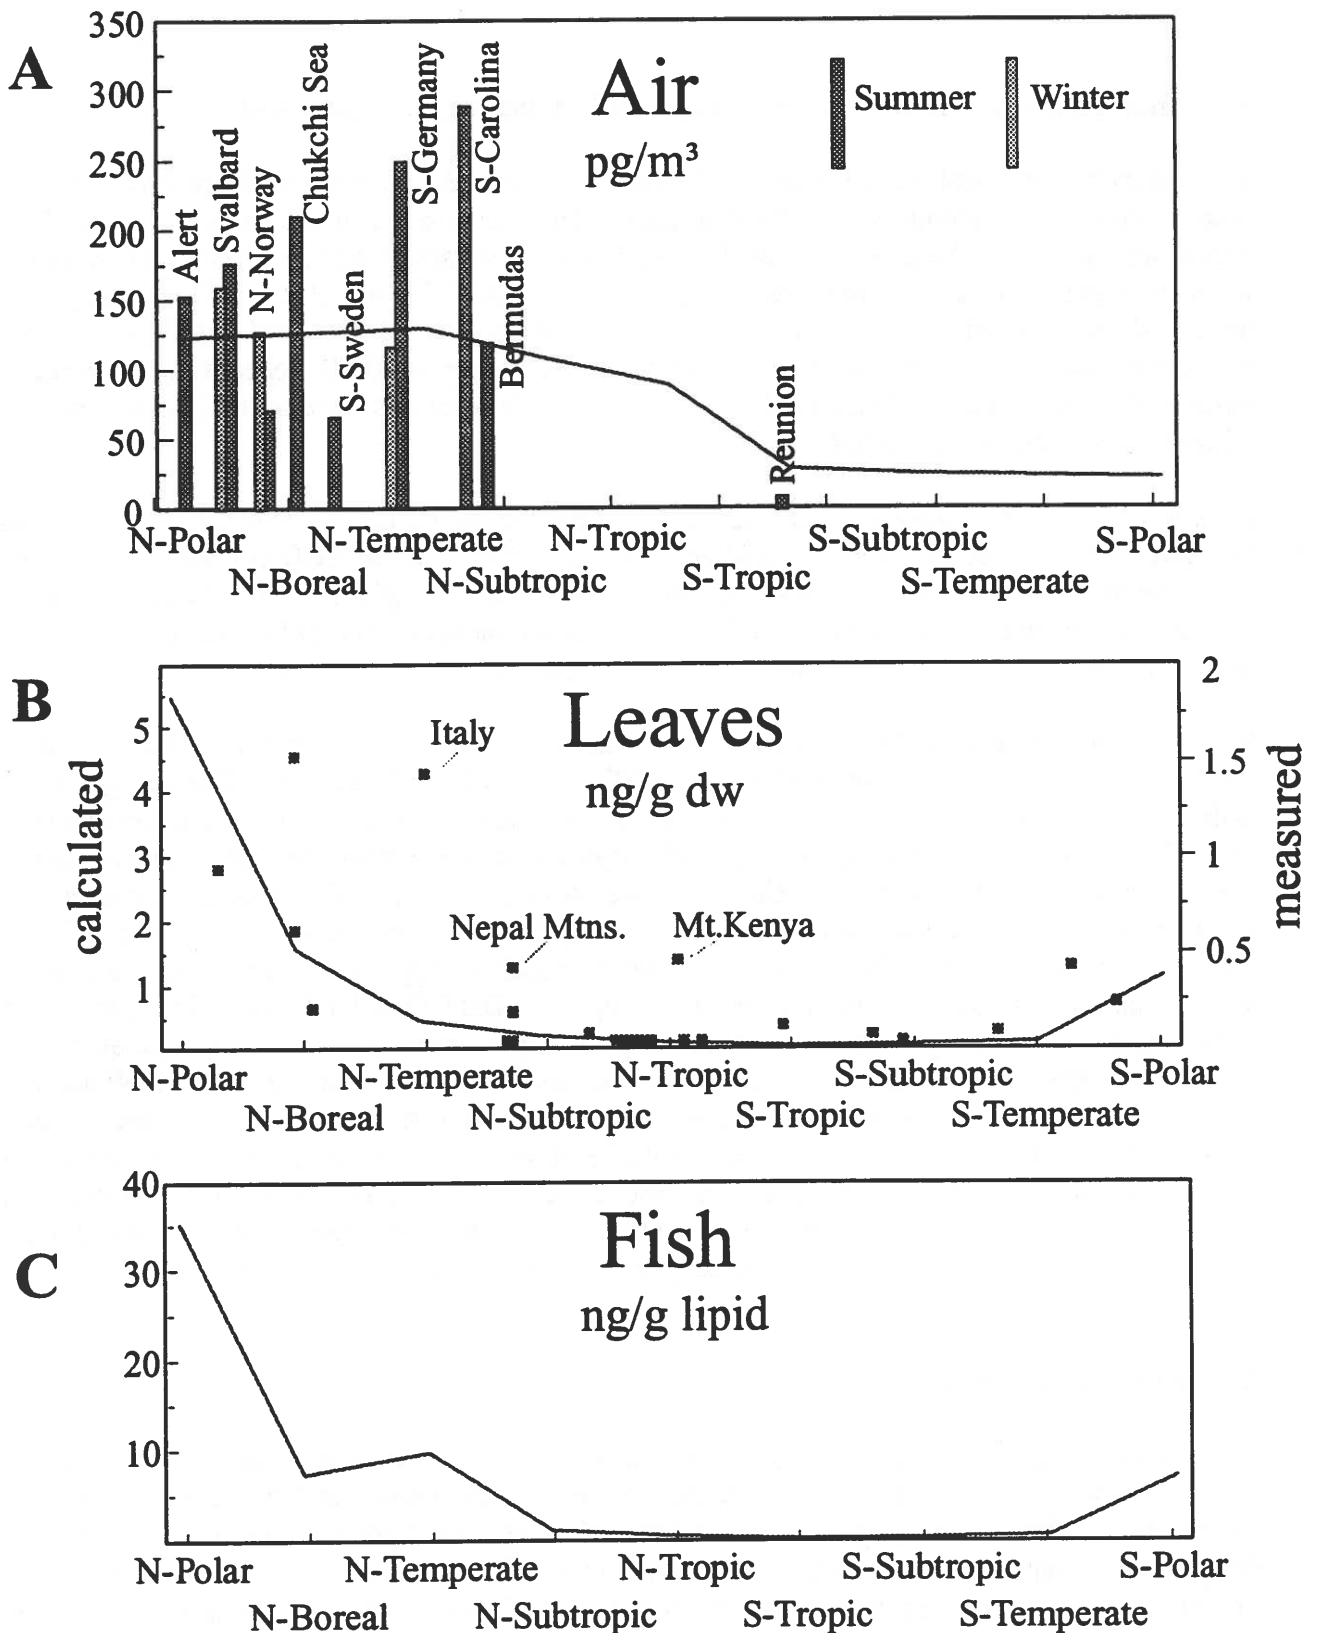 A
Air
pg/m³
Summer
Winter
350
300
250
200
150
100
50
0
Alert
Svalbard
N-Norway
Chukchi Sea
S-Sweden
S-Germany
S-Carolina
Bermudas
Reunion
N-Polar N-Temperate N-Tropic S-Subtropic S-Polar
N-Boreal N-Subtropic S-Tropic S-Temperate
B
Leaves
ng/g dw
calculated
5
4
3
2
1
measured
2
1.5
1
0.5
Italy
Nepal Mtns.
Mt.Kenya
N-Polar N-Temperate N-Tropic S-Subtropic S-Polar
N-Boreal N-Subtropic S-Tropic S-Temperate
C
Fish
ng/g lipid
40
30
20
10
N-Polar N-Temperate N-Tropic S-Subtropic S-Polar
N-Boreal N-Subtropic S-Tropic S-Temperate